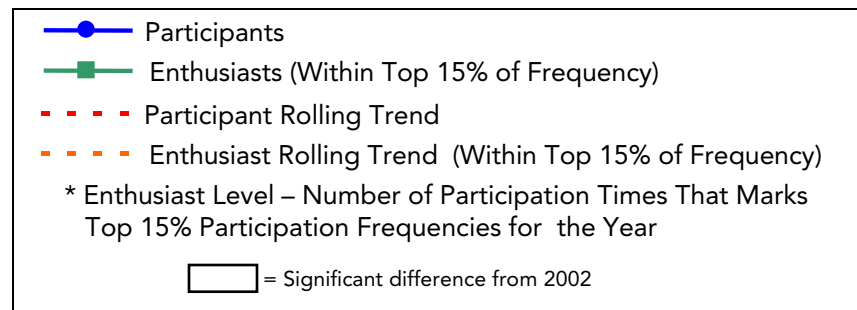 Participants
Enthusiasts (Within Top 15% of Frequency)
Participant Rolling Trend
Enthusiast Rolling Trend (Within Top 15% of Frequency)
* Enthusiast Level – Number of Participation Times That Marks
Top 15% Participation Frequencies for the Year
= Significant difference from 2002